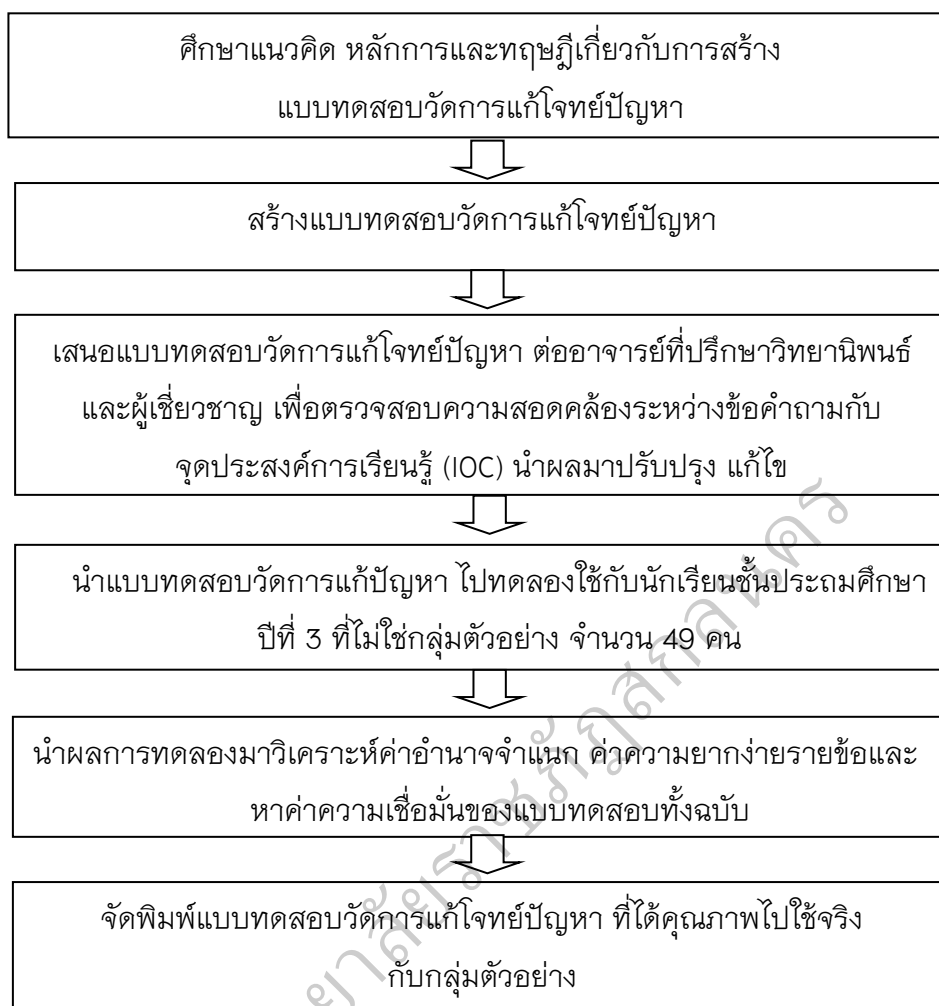 ศึกษาแนวคิด หลักการและทฤษฎีเกี่ยวกับการสร้าง
แบบทดสอบวัดการแก้โจทย์ปัญหา
สร้างแบบทดสอบวัดการแก้โจทย์ปัญหา
เสนอแบบทดสอบวัดการแก้โจทย์ปัญหา ต่ออาจารย์ที่ปรึกษาวิทยานิพนธ์
และผู้เชี่ยวชาญ เพื่อตรวจสอบความสอดคล้องระหว่างข้อคำถามกับ
จุดประสงค์การเรียนรู้ (IOC) นำผลมาปรับปรุง แก้ไข
นำแบบทดสอบวัดการแก้ปัญหา ไปทดลองใช้กับนักเรียนชั้นประถมศึกษา
ปีที่ 3 ที่ไม่ใช่กลุ่มตัวอย่าง จำนวน 49 คน
นำผลการทดลองมาวิเคราะห์ค่าอำนาจจำแนก ค่าความยากง่ายรายข้อและ
หาค่าความเชื่อมั่นของแบบทดสอบทั้งฉบับ
จัดพิมพ์แบบทดสอบวัดการแก้โจทย์ปัญหา ที่ได้คุณภาพไปใช้จริง
กับกลุ่มตัวอย่าง
ยาลัยราชภัฏสกลนคร